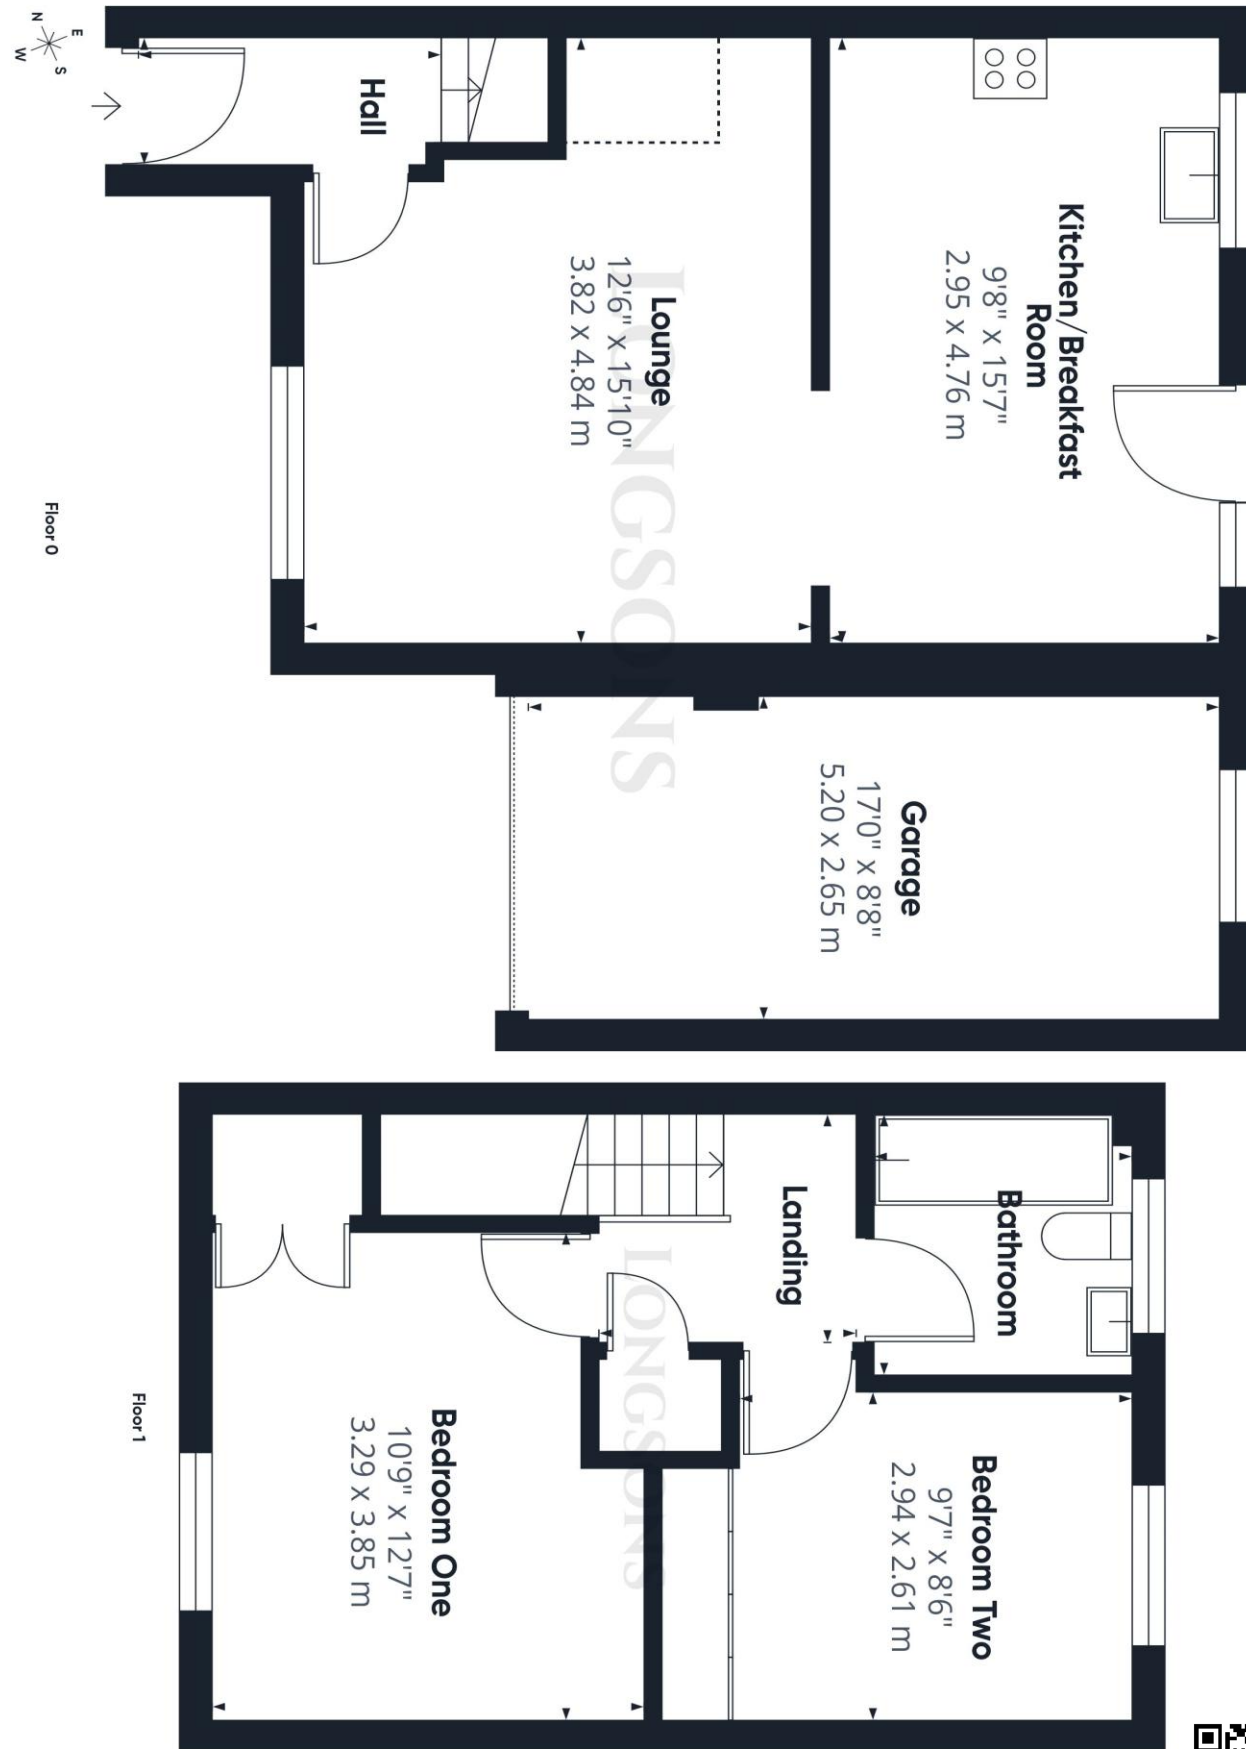 N
E
S
W
Hall
Kitchen/Breakfast
Room
9'8" x 15'7"
2.95 x 4.76 m
Lounge
12'6" x 15'10"
3.82 x 4.84 m
LONGSONS
Garage
17'0" x 8'8"
5.20 x 2.65 m
Floor 0
Bathroom
Landing
LONGSONS
Bedroom Two
9'7" x 8'6"
2.94 x 2.61 m
Bedroom One
10'9" x 12'7"
3.29 x 3.85 m
Floor 1